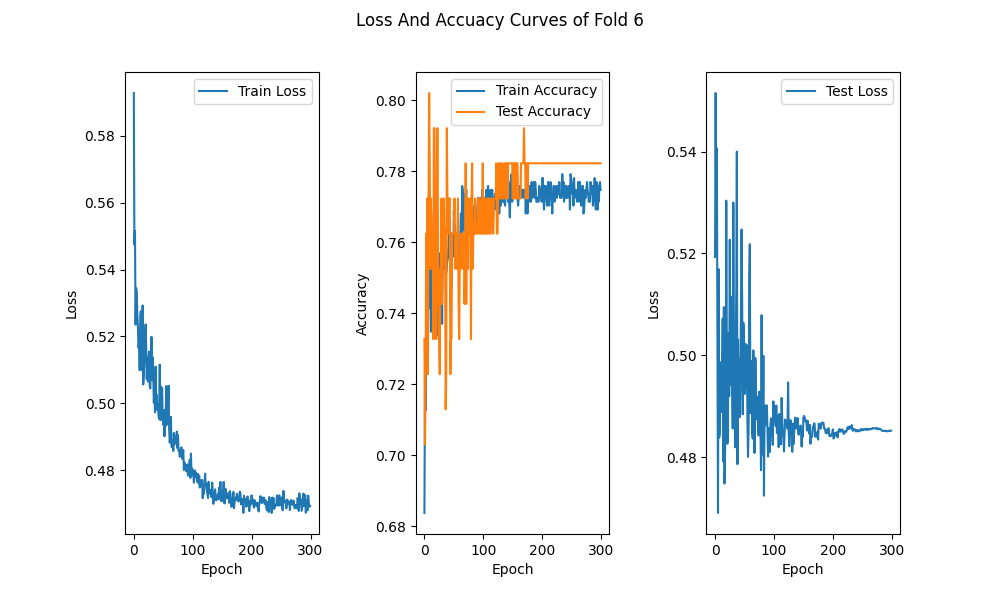 Loss And Accuacy Curves of Fold 6
Train Loss
0.58
0.56
0.54
0.52
0.50
0.48
Loss
0 100 200 300
Epoch
Train Accuracy
Test Accuracy
0.80
0.78
0.76
0.74
0.72
0.70
0.68
Accuracy
0 100 200 300
Epoch
Test Loss
0.54
0.52
0.50
0.48
Loss
0 100 200 300
Epoch